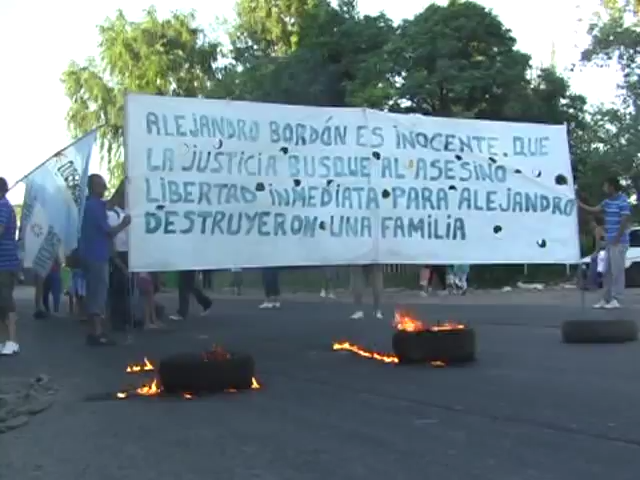 ALEJANDRO BORDÓN ES INOCENTE. QUE
LA JUSTICIA BUSQUE AL ASESINO
LIBERTAD INMEDIATA PARA ALEJANDRO
DESTRUYERON UNA FAMILIA